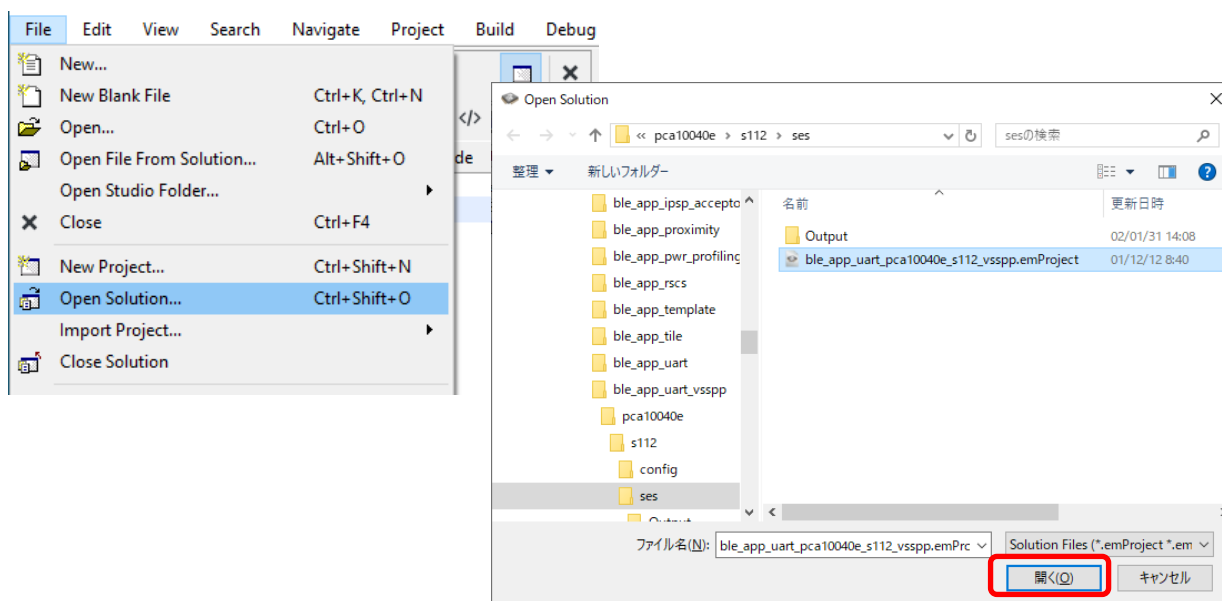 File Edit View Search Navigate Project Build Debug
New...
New Blank File Ctrl+K, Ctrl+N
Open... Ctrl+O
Open File From Solution... Alt+Shift+O
Open Studio Folder...
Close Ctrl+F4
New Project... Ctrl+Shift+N
Open Solution... Ctrl+Shift+O
Import Project...
Close Solution
</>
de
Open Solution
« pca10040e › s112 › ses
sesの検索
整理 新しいフォルダー
ble_app_ipsp_accepto
ble_app_proximity
ble_app_pwr_profiling
ble_app_rscs
ble_app_template
ble_app_tile
ble_app_uart
ble_app_uart_vsspp
pca10040e
s112
config
ses
Output
名前 更新日時
Output 02/01/31 14:08
ble_app_uart_pca10040e_s112_vsspp.emProject 01/12/12 8:40
ファイル名(N): ble_app_uart_pca10040e_s112_vsspp.emPrc Solution Files (*.emProject *.em
開く(O) キャンセル